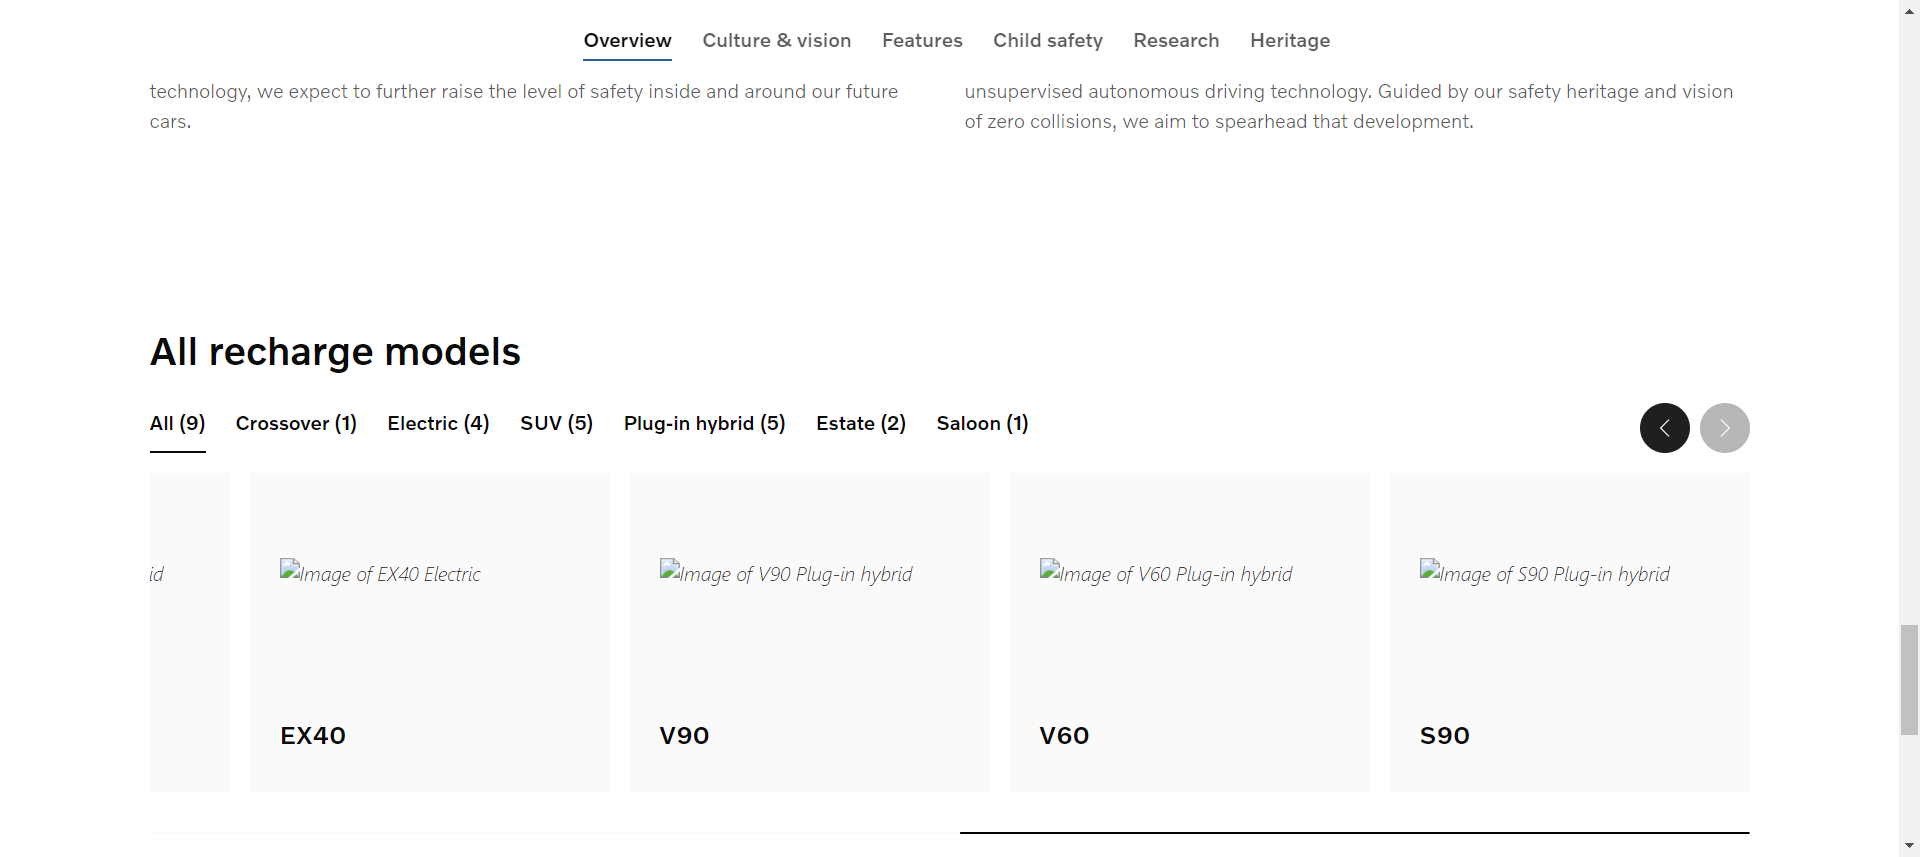 Overview Culture & vision Features Child safety Research Heritage
technology, we expect to further raise the level of safety inside and around our future
cars.
unsupervised autonomous driving technology. Guided by our safety heritage and vision
of zero collisions, we aim to spearhead that development.
All recharge models
All (9) Crossover (1) Electric (4) SUV (5) Plug-in hybrid (5) Estate (2) Saloon (1)
id
Image of EX40 Electric
Image of V90 Plug-in hybrid
Image of V60 Plug-in hybrid
Image of S90 Plug-in hybrid
EX40
V90
V60
S90